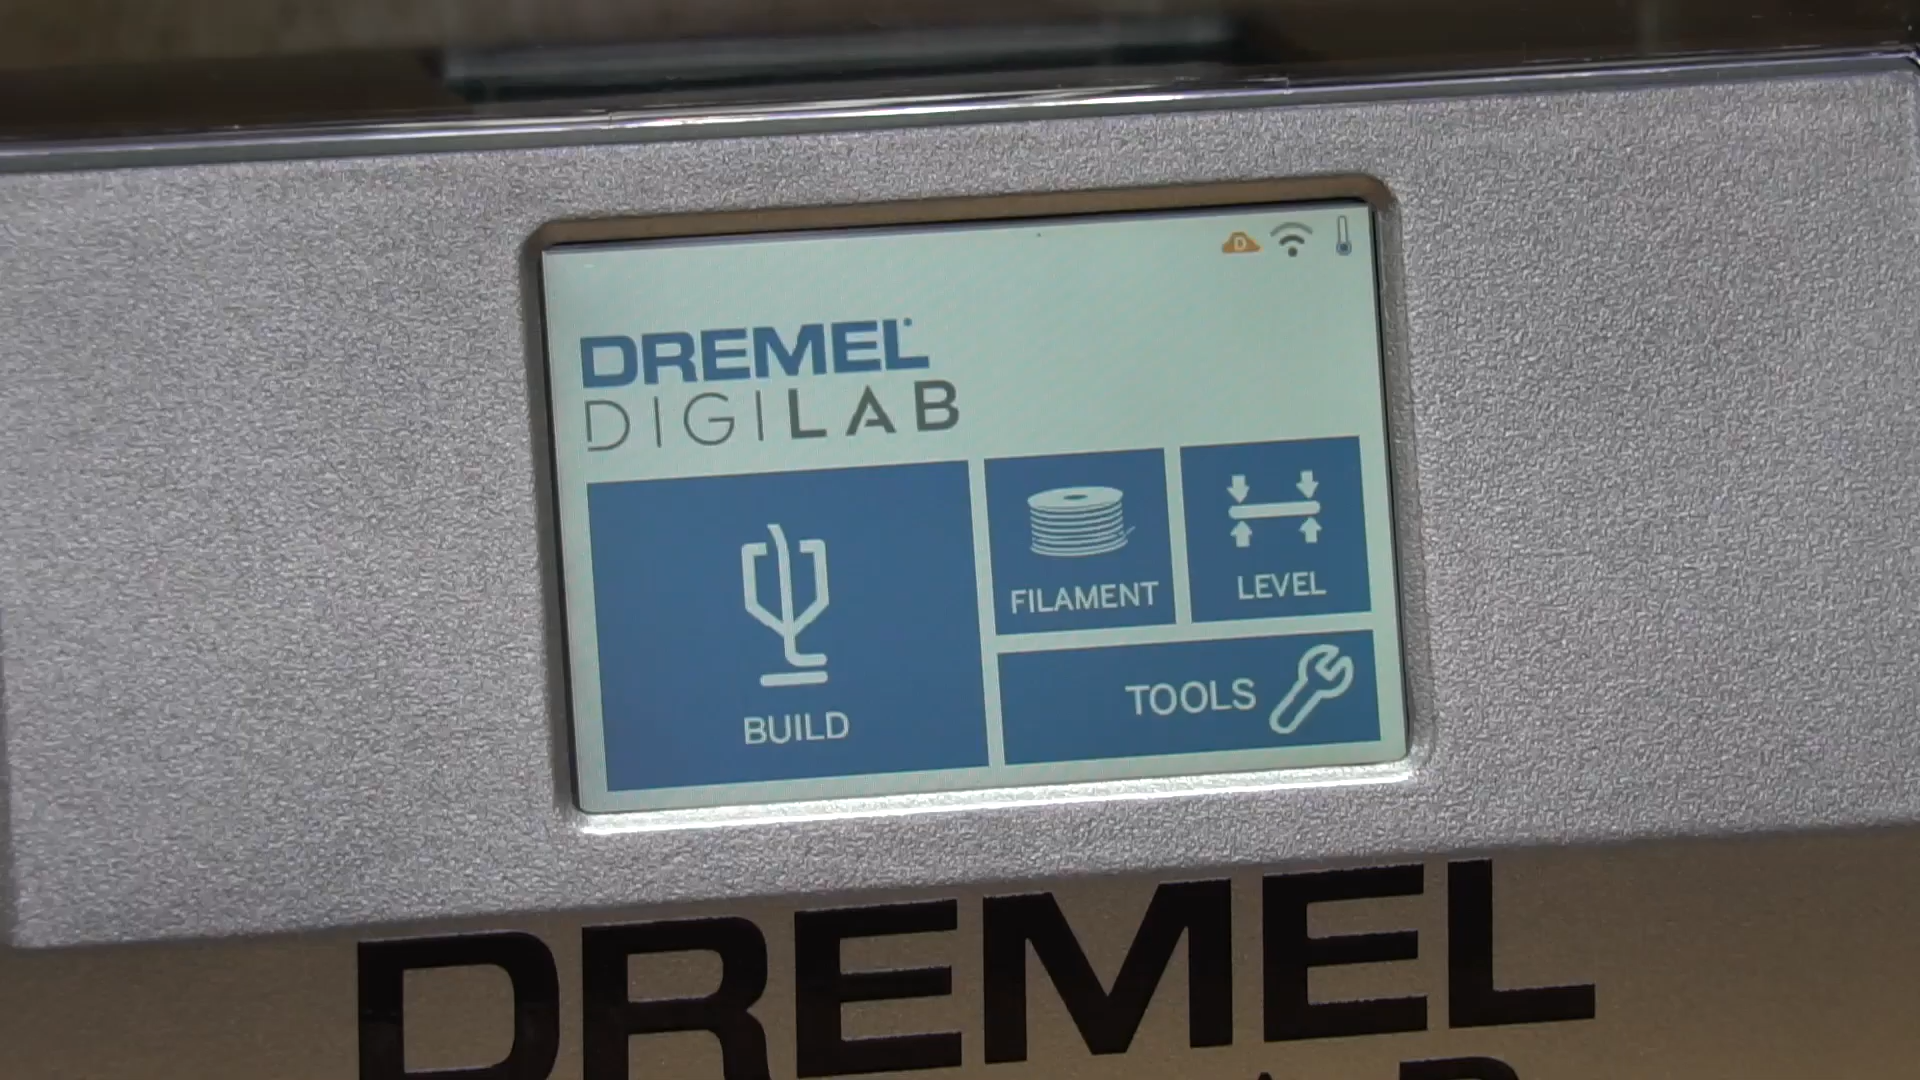 D
DREMEL
DIGILAB
BUILD
FILAMENT
LEVEL
TOOLS
DREMEL